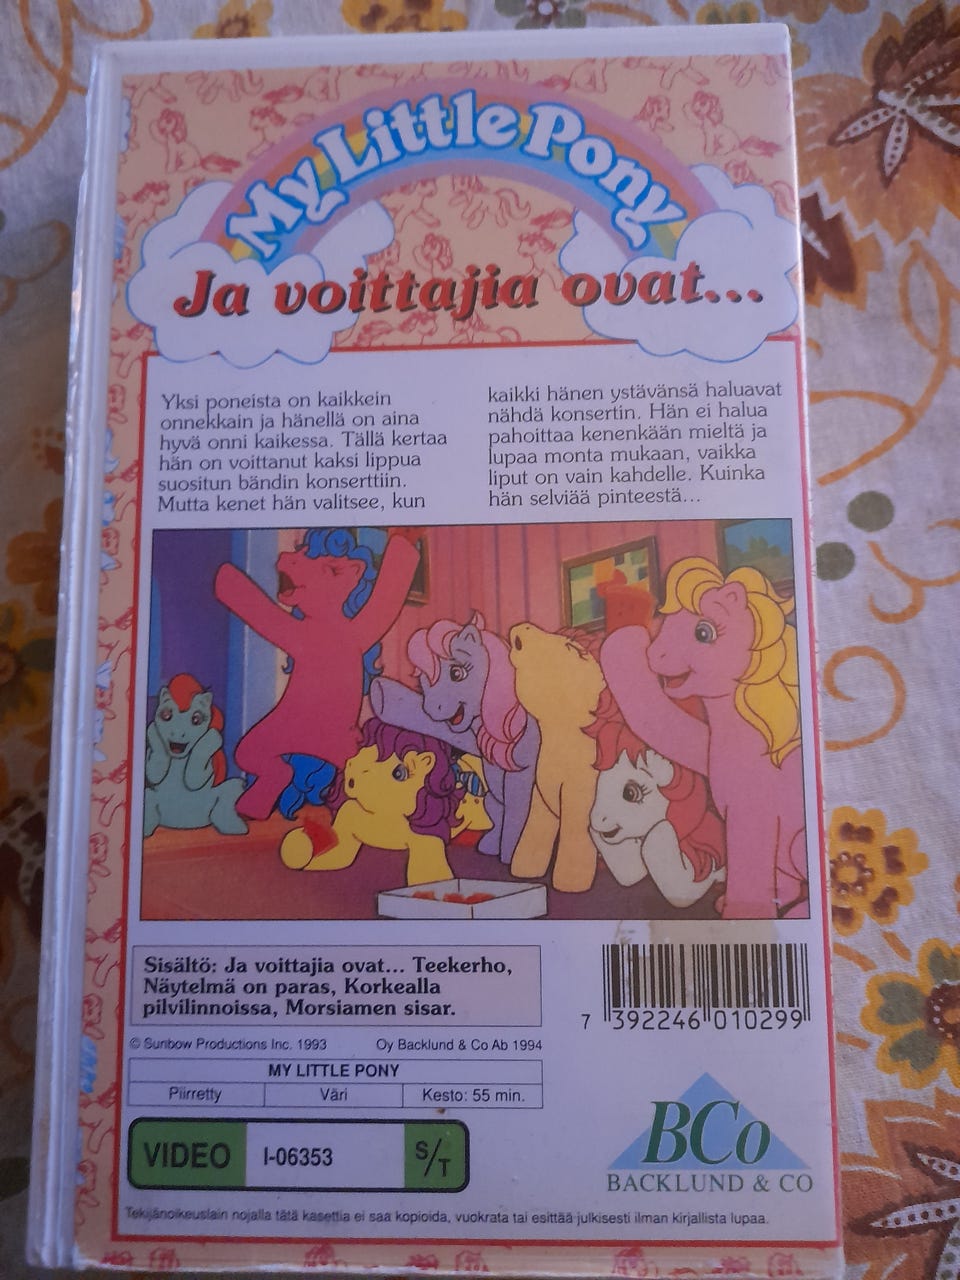 My Little Pony
Ja voittajia ovat...
Yksi poneista on kaikkein
onnekkain ja hänellä on aina
hyvä onni kaikessa. Tällä kertaa
hän on voittanut kaksi lippua
suositun bändin konserttiin.
Mutta kenet hän valitsee, kun
kaikki hänen ystävänsä haluavat
nähdä konsertin. Hän ei halua
pahoittaa kenenkään mieltä ja
lupaa monta mukaan, vaikka
liput on vain kahdelle. Kuinka
hän selviää pinteestä...
Sisältö: Ja voittajia ovat... Teekerho,
Näytelmä on paras, Korkealla
pilvilinnoissa, Morsiamen sisar.
7 392246 010299
© Sunbow Productions Inc. 1993 Oy Backlund & Co Ab 1994
MY LITTLE PONY
Piirretty Väri Kesto: 55 min.
VIDEO I-06353 S/T
BCo
BACKLUND & CO
Tekijänoikeuslain nojalla tätä kasettia ei saa kopioida, vuokrata tai esittää julkisesti ilman kirjallista lupaa.